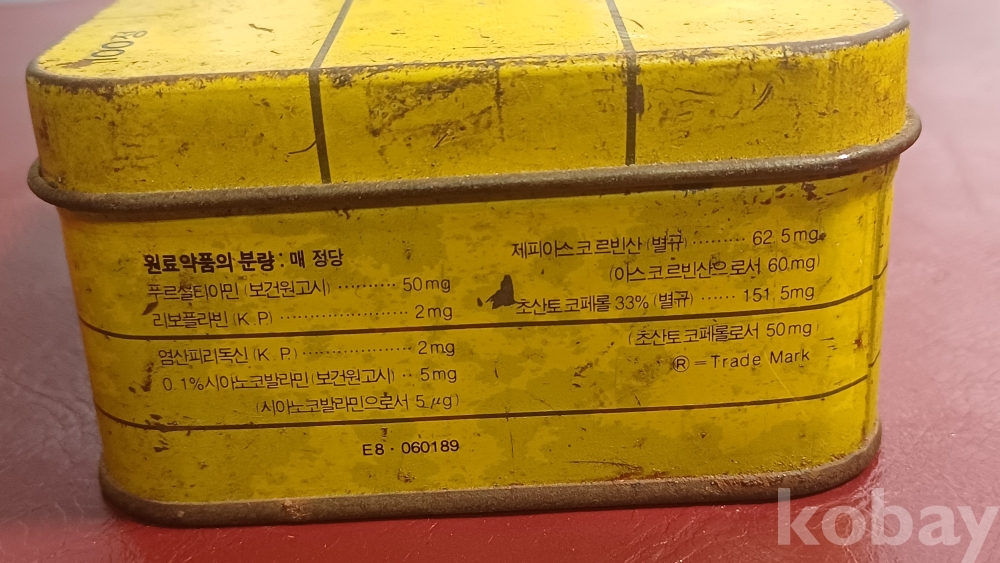 100정
원료약품의 분량 : 매 정당
푸르설티아민 (보건원고시) ·········· 50mg
리보플라빈 (K.P) ······················ 2mg
염산피리독신 (K.P.) ··················· 2mg
0.1%시아노코발라민 (보건원고시) ·· 5mg
(시아노코발라민으로서 5㎍)
E8 · 060189
제피아스코르빈산 (별규) ········· 62.5mg
(아스코르빈산으로서 60mg)
초산토코페롤 33% (별규) ······ 151.5mg
(초산토코페롤로서 50mg)
Ⓡ = Trade Mark
kobay